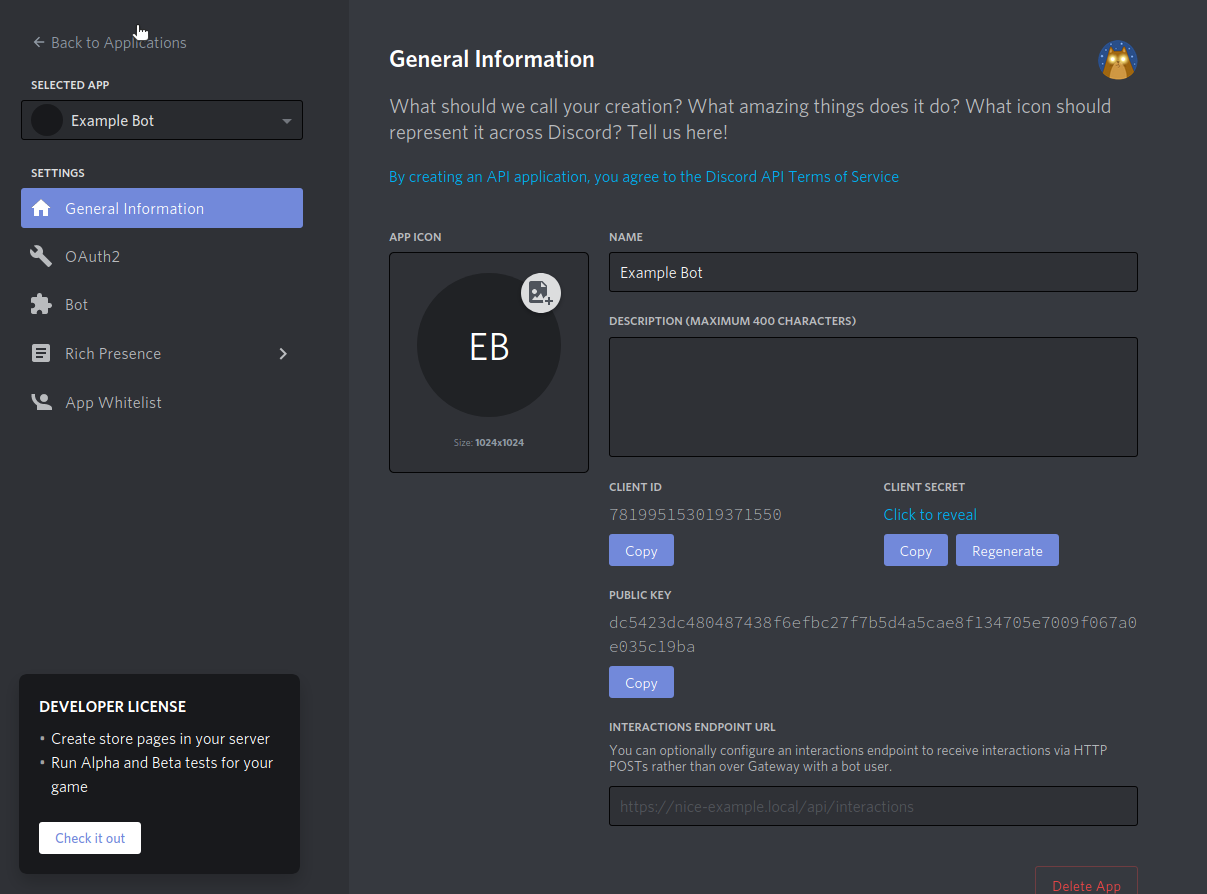 Back to Applications
SELECTED APP
Example Bot
SETTINGS
General Information
OAuth2
Bot
Rich Presence
App Whitelist
DEVELOPER LICENSE
• Create store pages in your server
• Run Alpha and Beta tests for your
game
Check it out
General Information
What should we call your creation? What amazing things does it do? What icon should
represent it across Discord? Tell us here!
By creating an API application, you agree to the Discord API Terms of Service
APP ICON
EB
Size: 1024x1024
NAME
Example Bot
DESCRIPTION (MAXIMUM 400 CHARACTERS)
CLIENT ID
781995153019371550
Copy
CLIENT SECRET
Click to reveal
Copy Regenerate
PUBLIC KEY
dc5423dc480487438f6efbc27f7b5d4a5cae8f134705e7009f067a0
e035c19ba
Copy
INTERACTIONS ENDPOINT URL
You can optionally configure an interactions endpoint to receive interactions via HTTP
POSTs rather than over Gateway with a bot user.
https://nice-example.local/api/interactions
Delete App